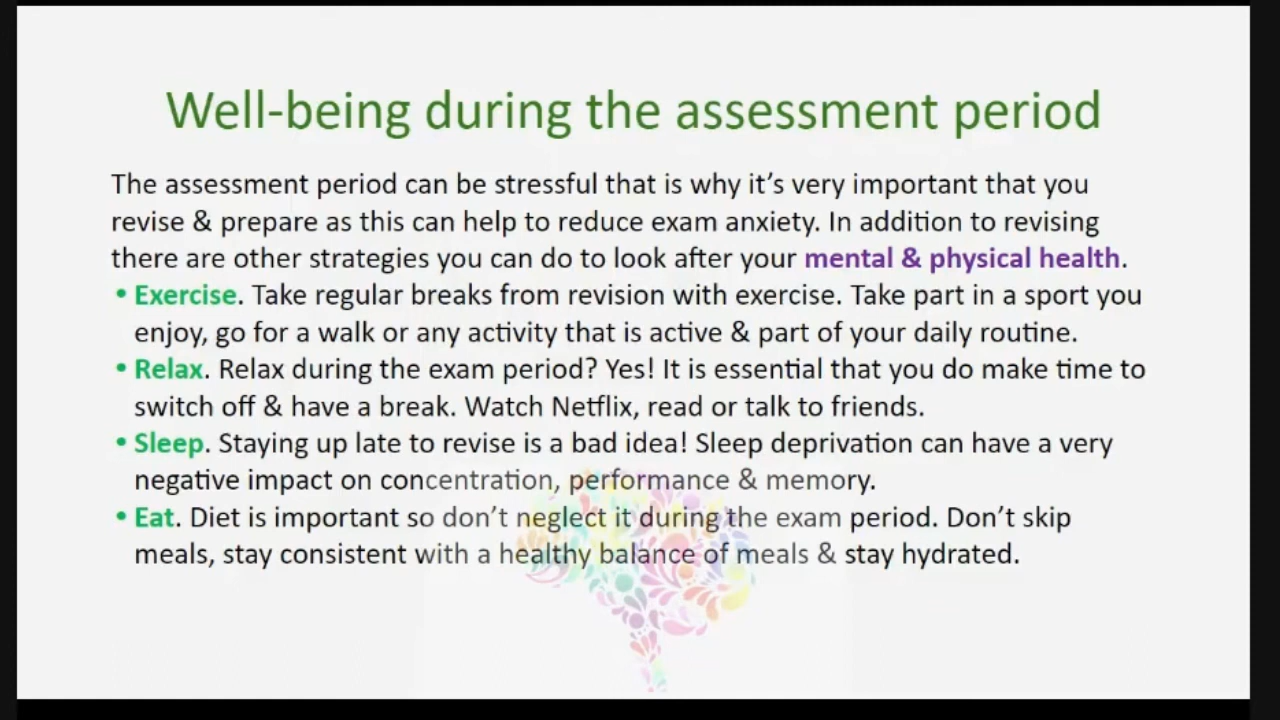 Well-being during the assessment period
The assessment period can be stressful that is why it’s very important that you
revise & prepare as this can help to reduce exam anxiety. In addition to revising
there are other strategies you can do to look after your mental & physical health.
• Exercise. Take regular breaks from revision with exercise. Take part in a sport you
enjoy, go for a walk or any activity that is active & part of your daily routine.
• Relax. Relax during the exam period? Yes! It is essential that you do make time to
switch off & have a break. Watch Netflix, read or talk to friends.
• Sleep. Staying up late to revise is a bad idea! Sleep deprivation can have a very
negative impact on concentration, performance & memory.
• Eat. Diet is important so don’t neglect it during the exam period. Don’t skip
meals, stay consistent with a healthy balance of meals & stay hydrated.